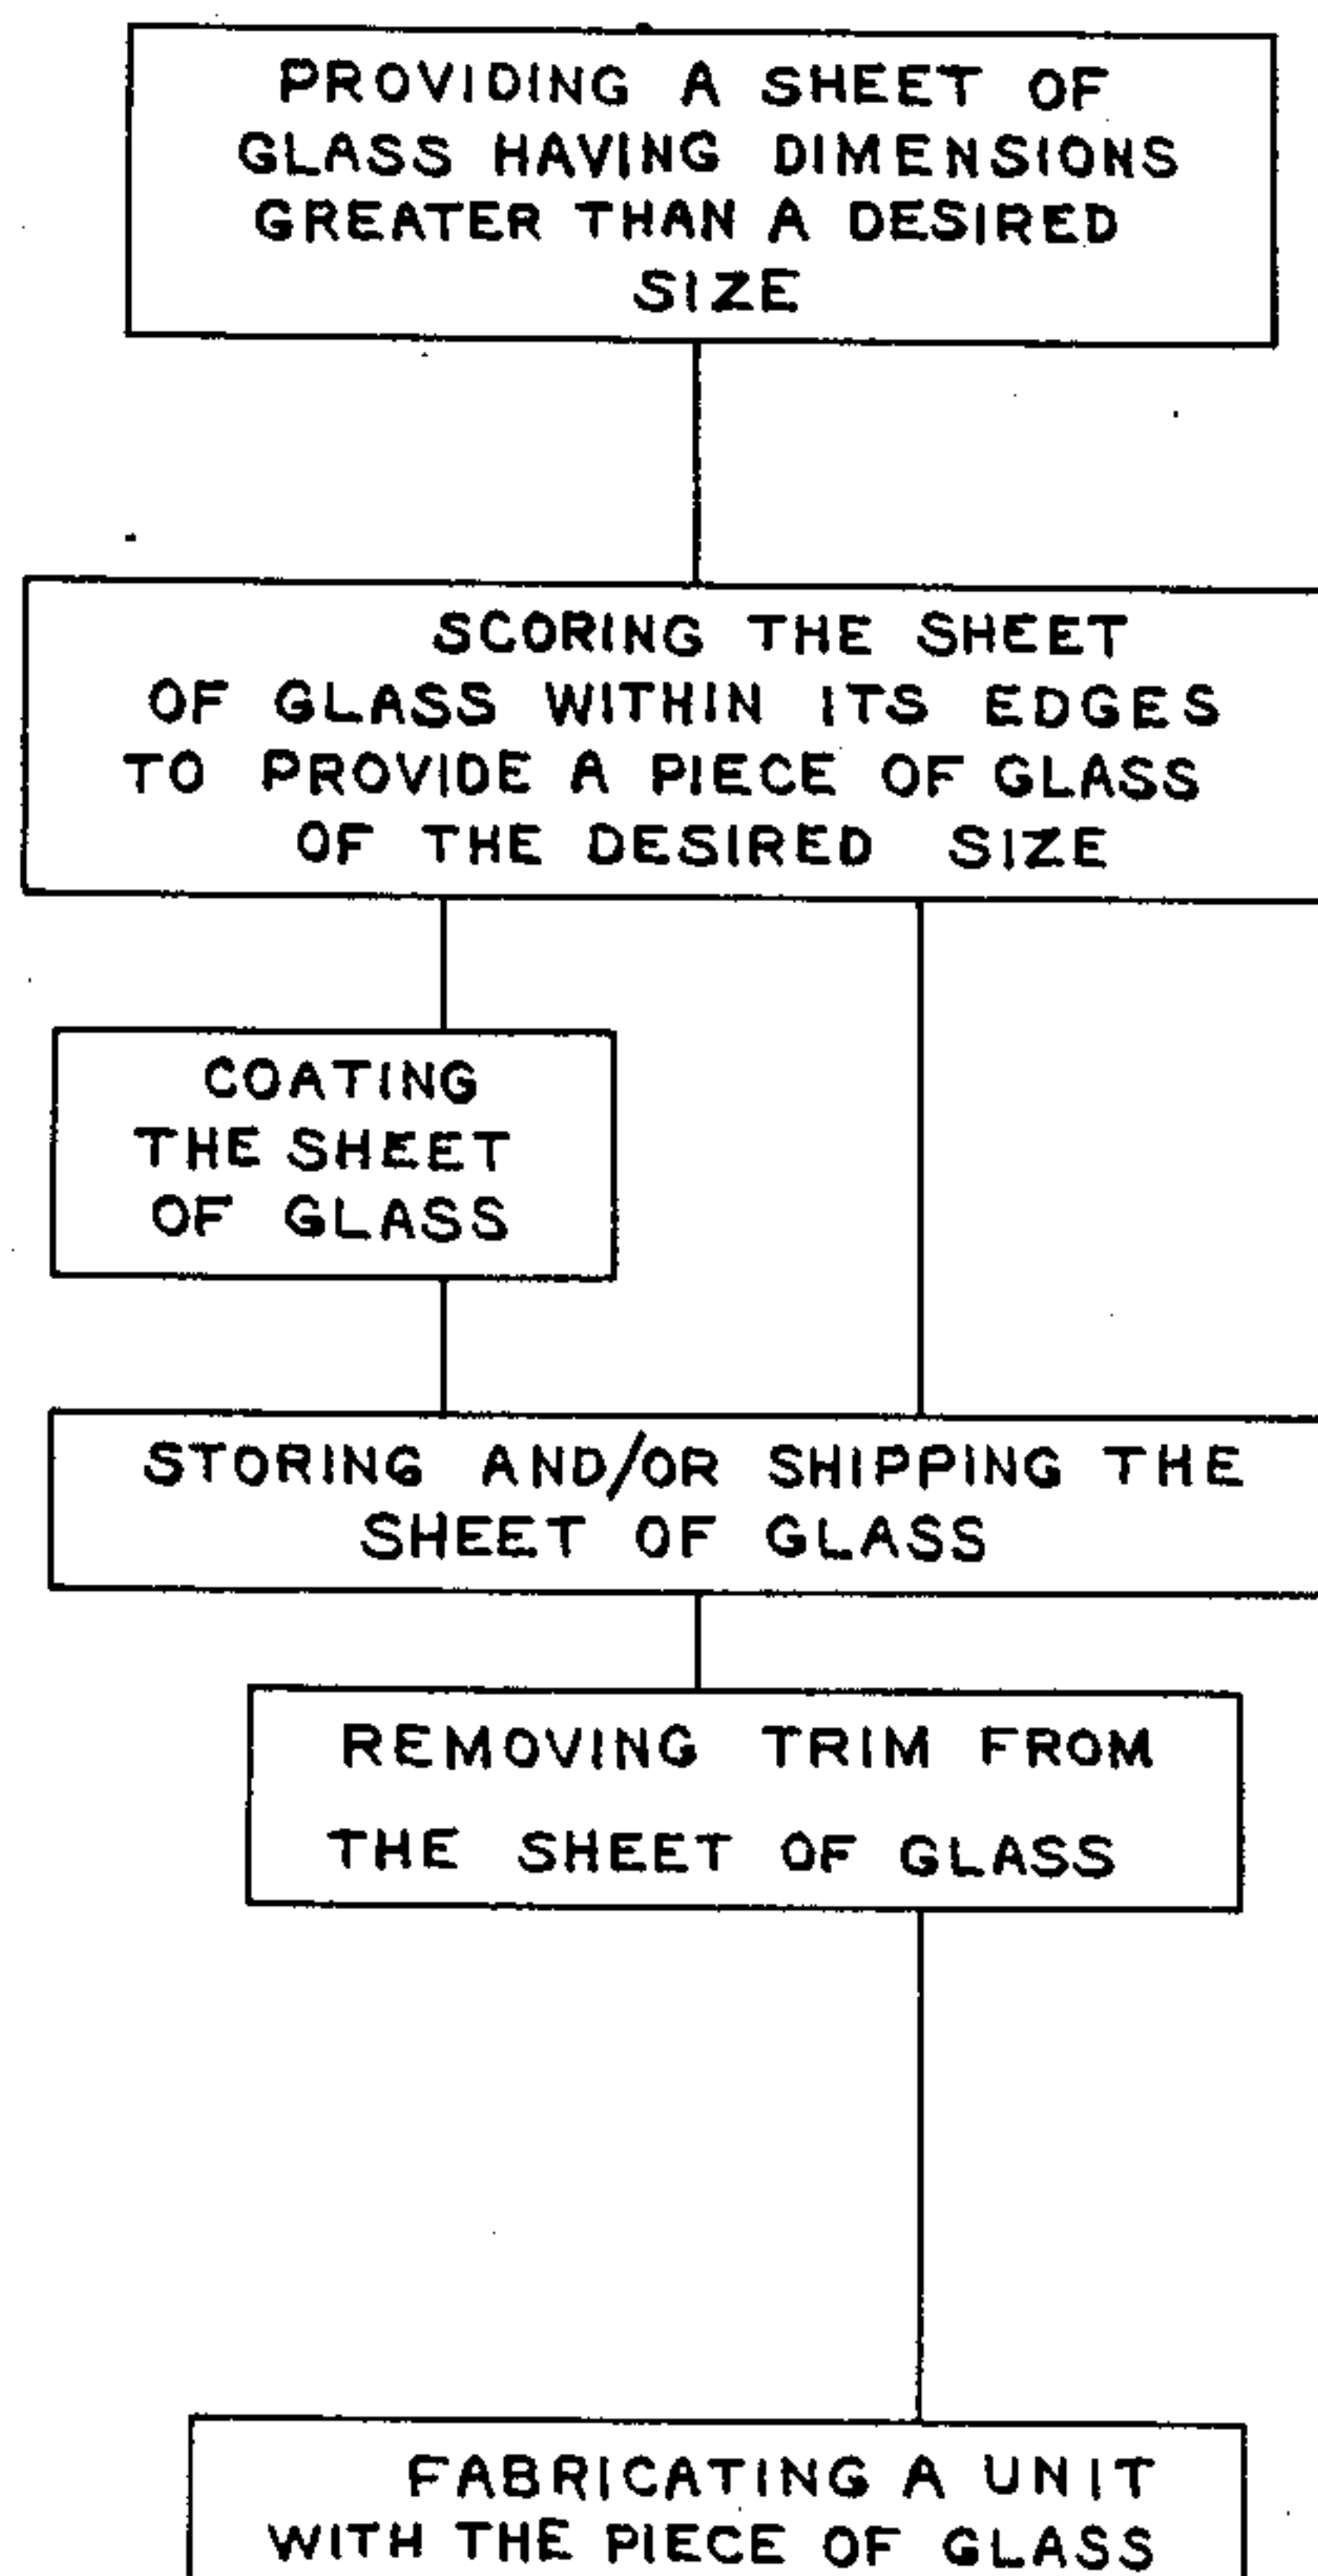 PROVIDING A SHEET OF
GLASS HAVING DIMENSIONS
GREATER THAN A DESIRED
SIZE
SCORING THE SHEET
OF GLASS WITHIN ITS EDGES
TO PROVIDE A PIECE OF GLASS
OF THE DESIRED SIZE
COATING
THE SHEET
OF GLASS
STORING AND/OR SHIPPING THE
SHEET OF GLASS
REMOVING TRIM FROM
THE SHEET OF GLASS
FABRICATING A UNIT
WITH THE PIECE OF GLASS